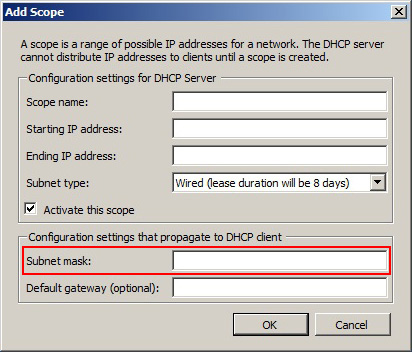 Add Scope
A scope is a range of possible IP addresses for a network. The DHCP server
cannot distribute IP addresses to clients until a scope is created.
Configuration settings for DHCP Server
Scope name:
Starting IP address:
Ending IP address:
Subnet type: Wired (lease duration will be 8 days)
Activate this scope
Configuration settings that propagate to DHCP client
Subnet mask:
Default gateway (optional):
OK Cancel